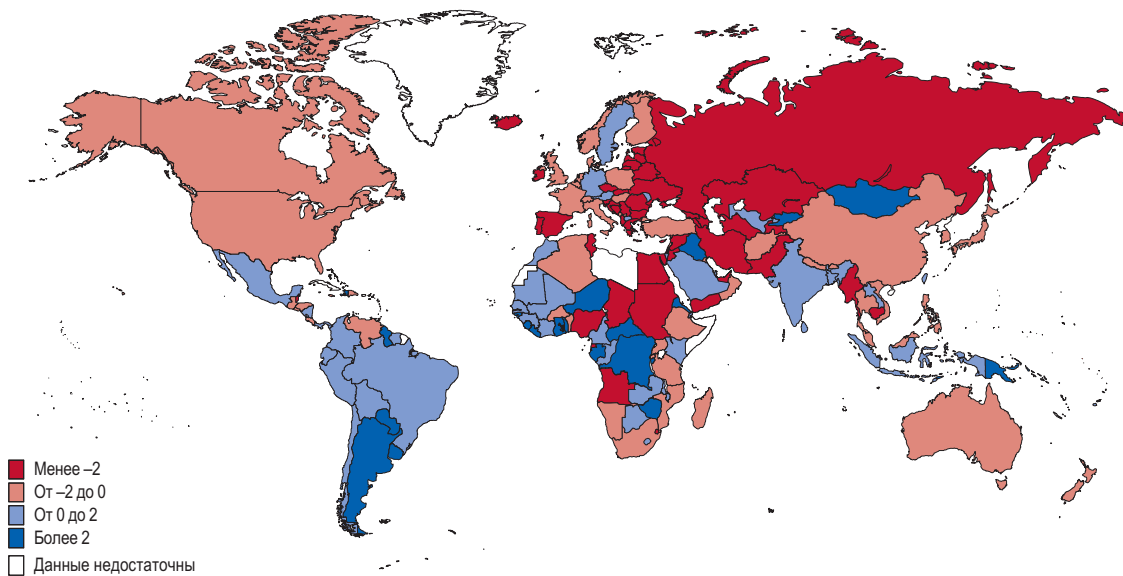 Менее –2
От –2 до 0
От 0 до 2
Более 2
Данные недостаточны